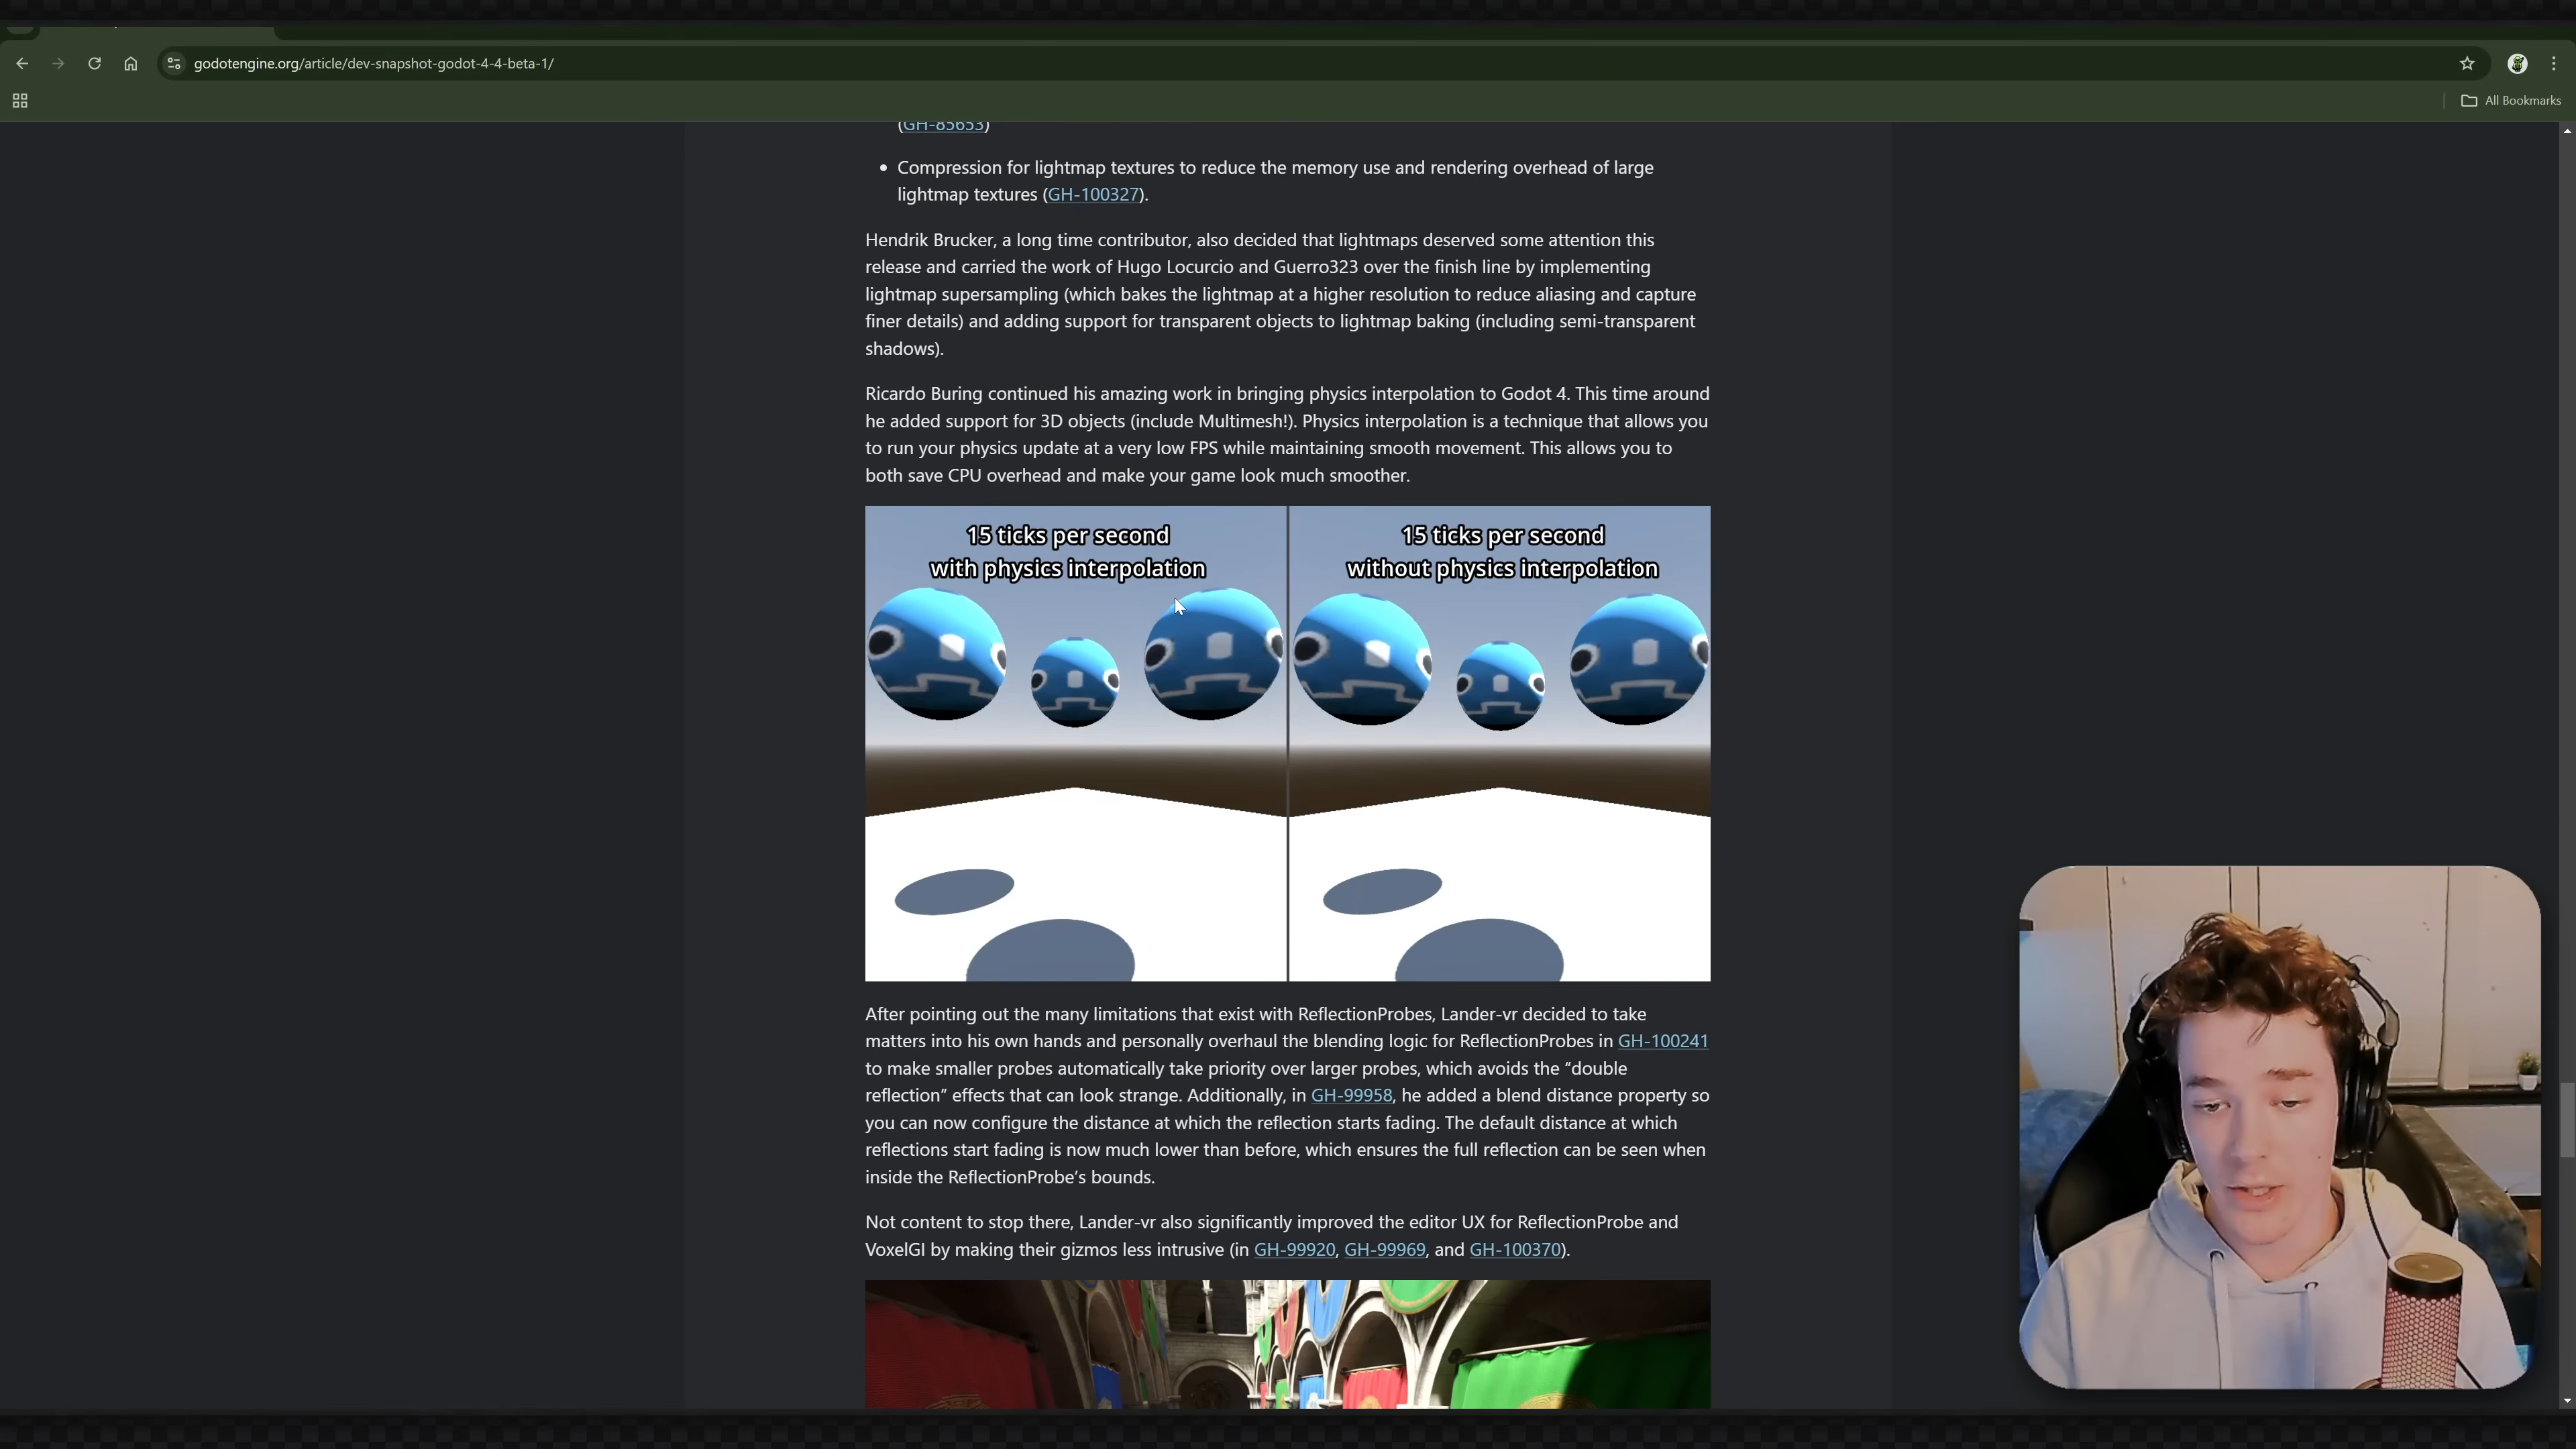 godotengine.org/article/dev-snapshot-godot-4-4-beta-1/
All Bookmarks
(GH-85653)
• Compression for lightmap textures to reduce the memory use and rendering overhead of large
lightmap textures (GH-100327).
Hendrik Brucker, a long time contributor, also decided that lightmaps deserved some attention this
release and carried the work of Hugo Locurcio and Guerro323 over the finish line by implementing
lightmap supersampling (which bakes the lightmap at a higher resolution to reduce aliasing and capture
finer details) and adding support for transparent objects to lightmap baking (including semi-transparent
shadows).
Ricardo Buring continued his amazing work in bringing physics interpolation to Godot 4. This time around
he added support for 3D objects (include Multimesh!). Physics interpolation is a technique that allows you
to run your physics update at a very low FPS while maintaining smooth movement. This allows you to
both save CPU overhead and make your game look much smoother.
15 ticks per second
with physics interpolation
15 ticks per second
without physics interpolation
After pointing out the many limitations that exist with ReflectionProbes, Lander-vr decided to take
matters into his own hands and personally overhaul the blending logic for ReflectionProbes in GH-100241
to make smaller probes automatically take priority over larger probes, which avoids the “double
reflection” effects that can look strange. Additionally, in GH-99958, he added a blend distance property so
you can now configure the distance at which the reflection starts fading. The default distance at which
reflections start fading is now much lower than before, which ensures the full reflection can be seen when
inside the ReflectionProbe’s bounds.
Not content to stop there, Lander-vr also significantly improved the editor UX for ReflectionProbe and
VoxelGI by making their gizmos less intrusive (in GH-99920, GH-99969, and GH-100370).